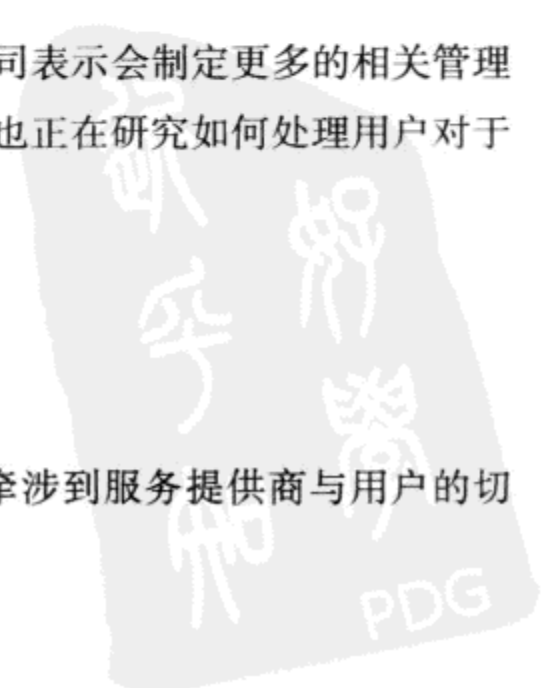 司表示会制定更多的相关管理
也正在研究如何处理用户对于
牵涉到服务提供商与用户的切
PDG